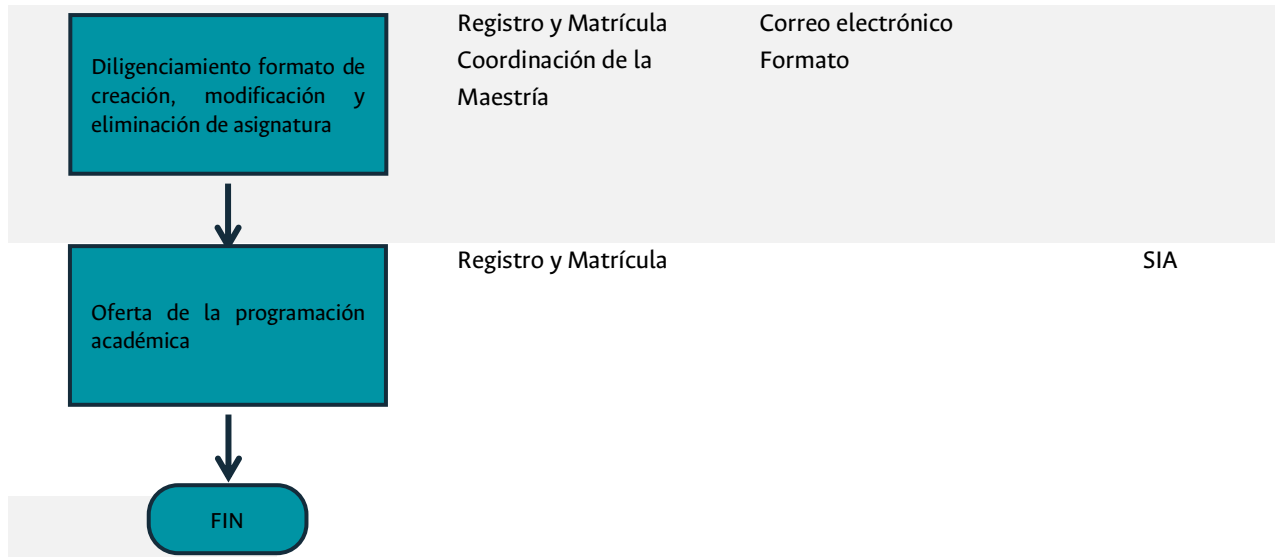 Diligenciamiento formato de
creación, modificación y
eliminación de asignatura
Registro y Matrícula
Coordinación de la
Maestría
Correo electrónico
Formato
Oferta de la programación
académica
Registro y Matrícula
SIA
FIN